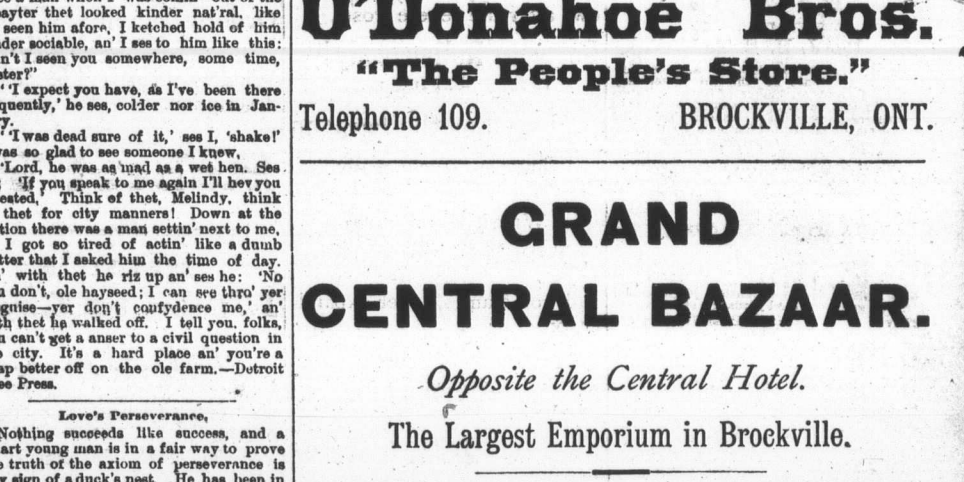 ayter thet looked kinder nat'ral, like
seen him afore, I ketched hold of him
der sociable, an' I ses to him like this:
n't I seen you somewhere, some time,
ster?"
"'I expect you have, as I've been there
quently,' he ses, colder nor ice in Jan-
y.
"'I was dead sure of it,' ses I, 'shake!'
as so glad to see someone I knew,
'Lord, he was as mad as a wet hen. Ses
'If you speak to me again I'll hev you
ested,' Think of thet, Melindy, think
thet for city manners! Down at the
tion there was a man settin' next to me,
I got so tired of actin' like a dumb
tter that I asked him the time of day.
' with thet he riz up an' ses he: 'No
u don't, ole hayseed; I can see thro' yer
guise—yer don't confydence me,' an'
th thet he walked off. I tell you, folks,
u can't get a anser to a civil question in
city. It's a hard place an' you're a
ap better off on the ole farm.—Detroit
ee Press.
Love's Perseverance,
Nothing succeeds like success, and a
art young man is in a fair way to prove
e truth of the axiom of perseverance is
sign of a duck's nest. He has been in
O'Donahoe Bros.
"The People's Store."
Telephone 109. BROCKVILLE, ONT.
GRAND
CENTRAL BAZAAR.
Opposite the Central Hotel.
The Largest Emporium in Brockville.